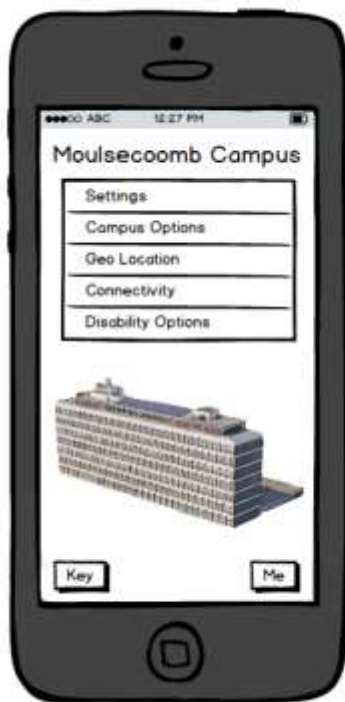 ABC 12:27 PM
Moulsecoomb Campus
Settings
Campus Options
Geo Location
Connectivity
Disability Options
Key Me